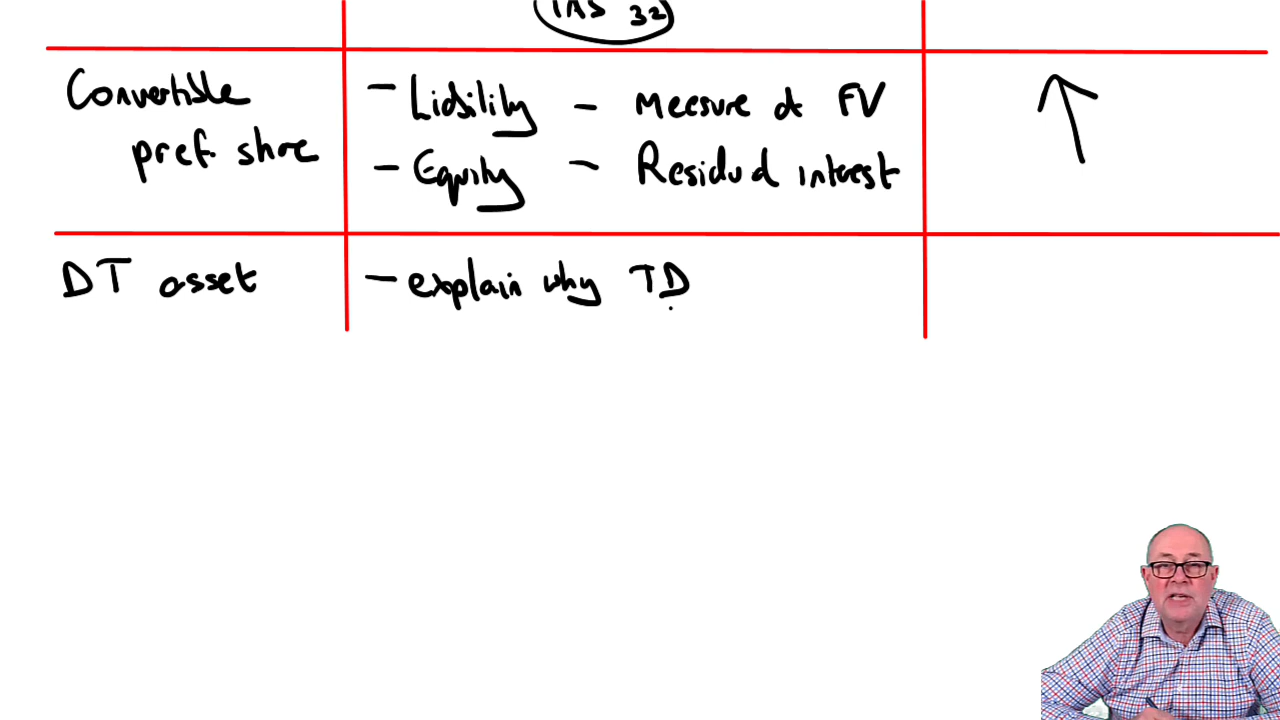 IAS 32
Convertible
pref share
- Liability - Measure at FV
- Equity - Residual interest
DT asset
- explain why TD